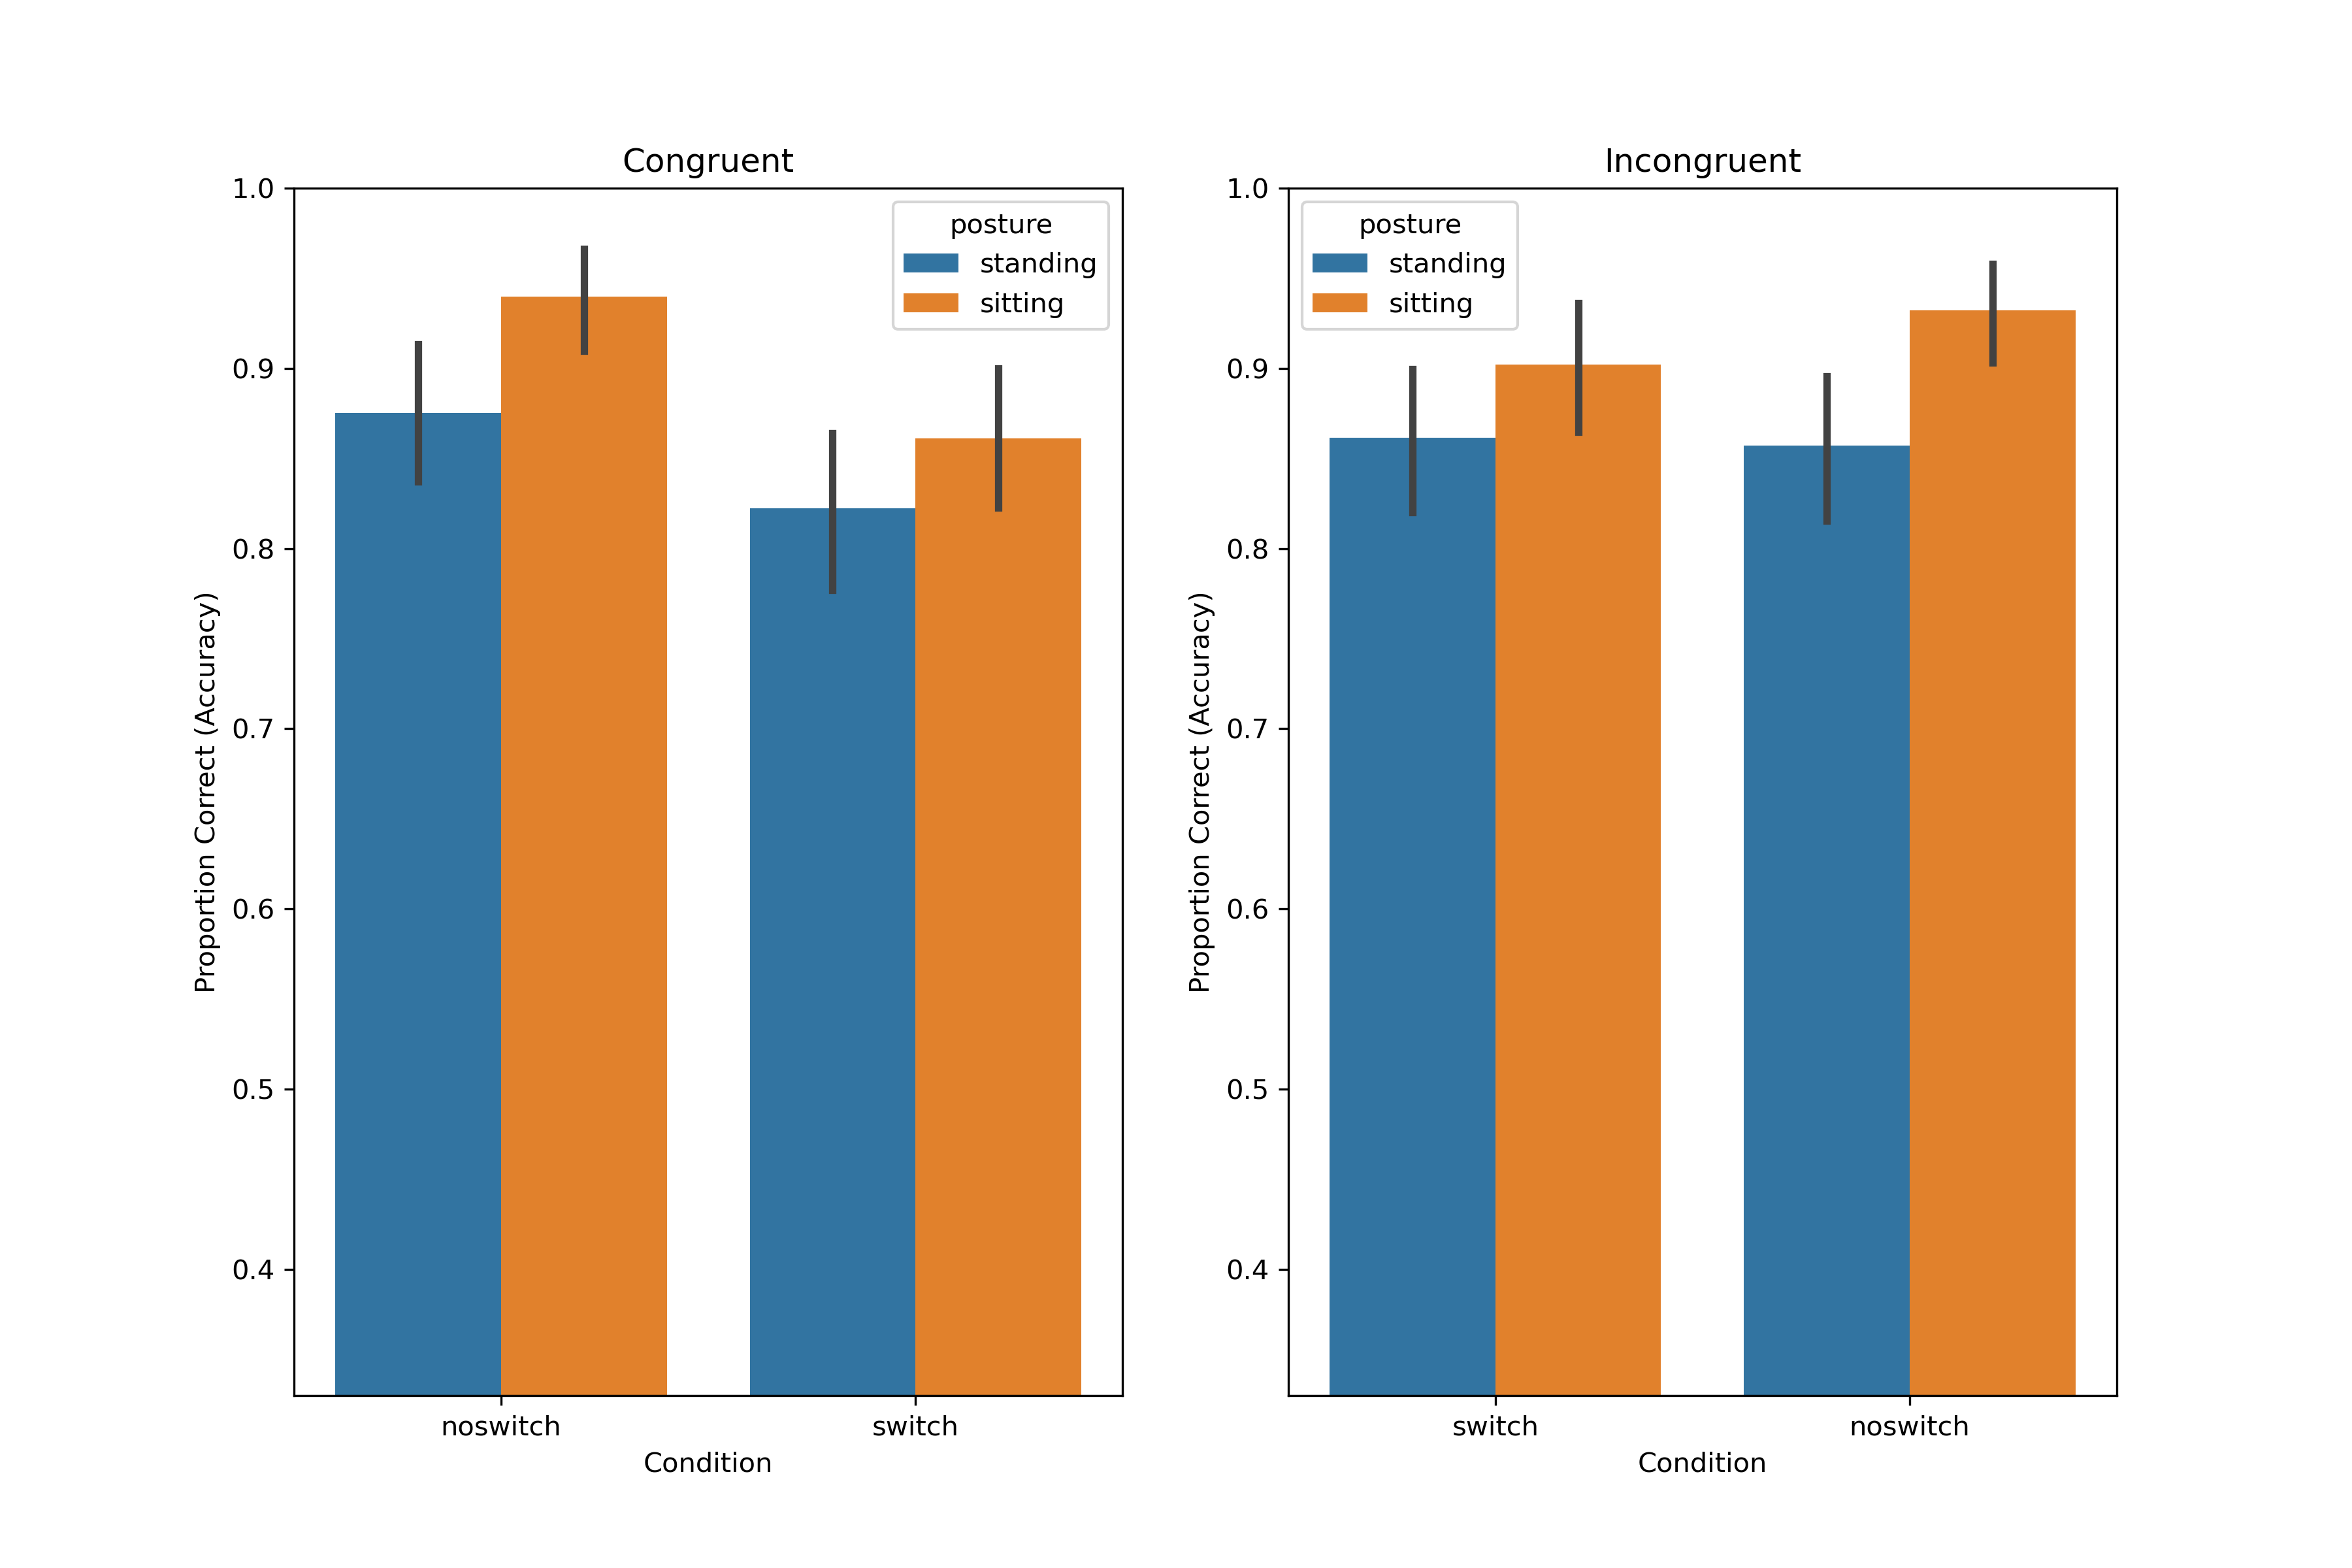 Congruent
1.0
0.9
0.8
0.7
0.6
0.5
0.4
Proportion Correct (Accuracy)
posture
standing
sitting
noswitch
switch
Condition
Incongruent
1.0
0.9
0.8
0.7
0.6
0.5
0.4
Proportion Correct (Accuracy)
posture
standing
sitting
switch
noswitch
Condition